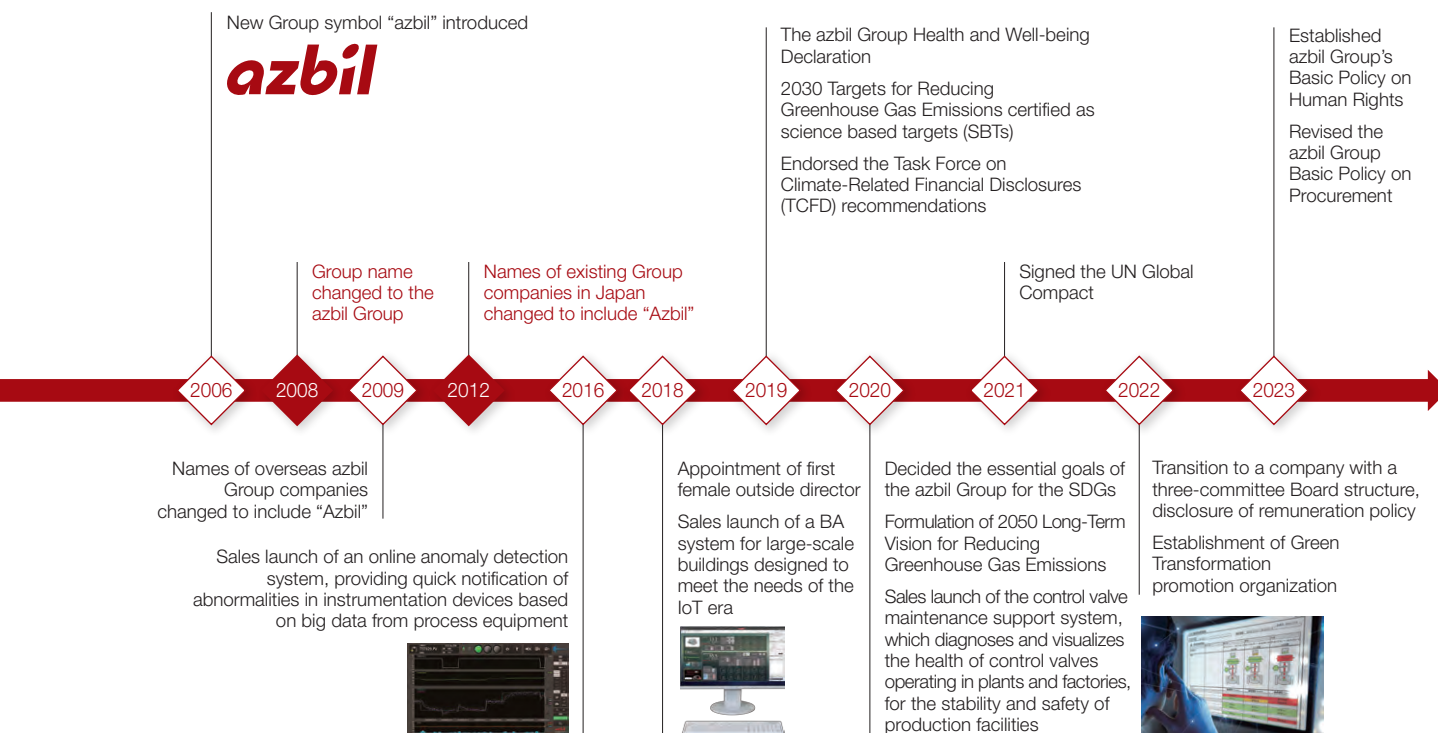 New Group symbol “azbil” introduced
azbil
The azbil Group Health and Well-being
Declaration
2030 Targets for Reducing
Greenhouse Gas Emissions certified as
science based targets (SBTs)
Endorsed the Task Force on
Climate-Related Financial Disclosures
(TCFD) recommendations
Established
azbil Group’s
Basic Policy on
Human Rights
Revised the
azbil Group
Basic Policy on
Procurement
Group name
changed to the
azbil Group
Names of existing Group
companies in Japan
changed to include “Azbil”
Signed the UN Global
Compact
2006
2008
2009
2012
2016
2018
2019
2020
2021
2022
2023
Names of overseas azbil
Group companies
changed to include “Azbil”
Sales launch of an online anomaly detection
system, providing quick notification of
abnormalities in instrumentation devices based
on big data from process equipment
Appointment of first
female outside director
Sales launch of a BA
system for large-scale
buildings designed to
meet the needs of the
IoT era
Decided the essential goals of
the azbil Group for the SDGs
Formulation of 2050 Long-Term
Vision for Reducing
Greenhouse Gas Emissions
Sales launch of the control valve
maintenance support system,
which diagnoses and visualizes
the health of control valves
operating in plants and factories,
for the stability and safety of
production facilities
Transition to a company with a
three-committee Board structure,
disclosure of remuneration policy
Establishment of Green
Transformation
promotion organization